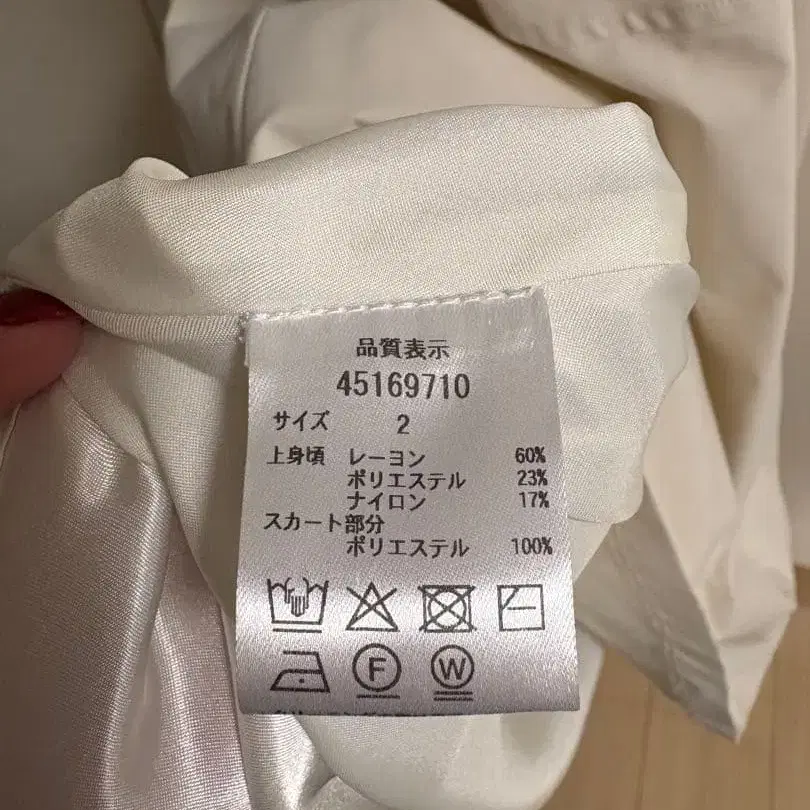 品質表示
45169710
サイズ 2
上身頃 レーヨン 60%
ポリエステル 23%
ナイロン 17%
スカート部分
ポリエステル 100%
F W